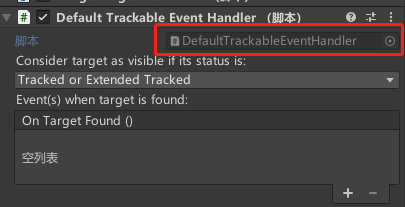 # Default Trackable Event Handler （脚本）
脚本 # DefaultTrackableEventHandler
Consider target as visible if its status is:
Tracked or Extended Tracked
Event(s) when target is found:
On Target Found ()
空列表
+ −